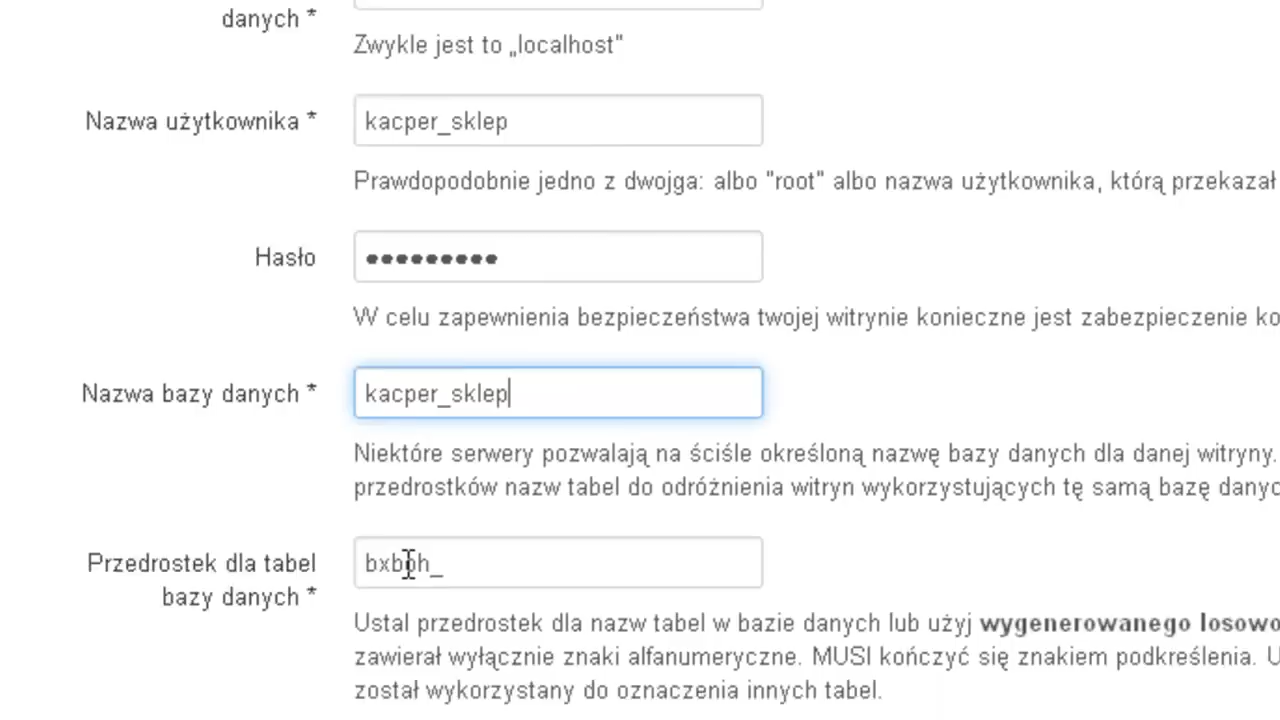 danych *
Zwykle jest to „localhost"
Nazwa użytkownika * kacper_sklep
Prawdopodobnie jedno z dwojga: albo "root" albo nazwa użytkownika, którą przekazał
Hasło •••••••••
W celu zapewnienia bezpieczeństwa twojej witrynie konieczne jest zabezpieczenie ko
Nazwa bazy danych * kacper_sklep
Niektóre serwery pozwalają na ściśle określoną nazwę bazy danych dla danej witryny.
przedrostków nazw tabel do odróżnienia witryn wykorzystujących tę samą bazę danyc
Przedrostek dla tabel
bazy danych *
Ustal przedrostek dla nazw tabel w bazie danych lub użyj wygenerowanego losowo
zawierał wyłącznie znaki alfanumeryczne. MUSI kończyć się znakiem podkreślenia. U
został wykorzystany do oznaczenia innych tabel.